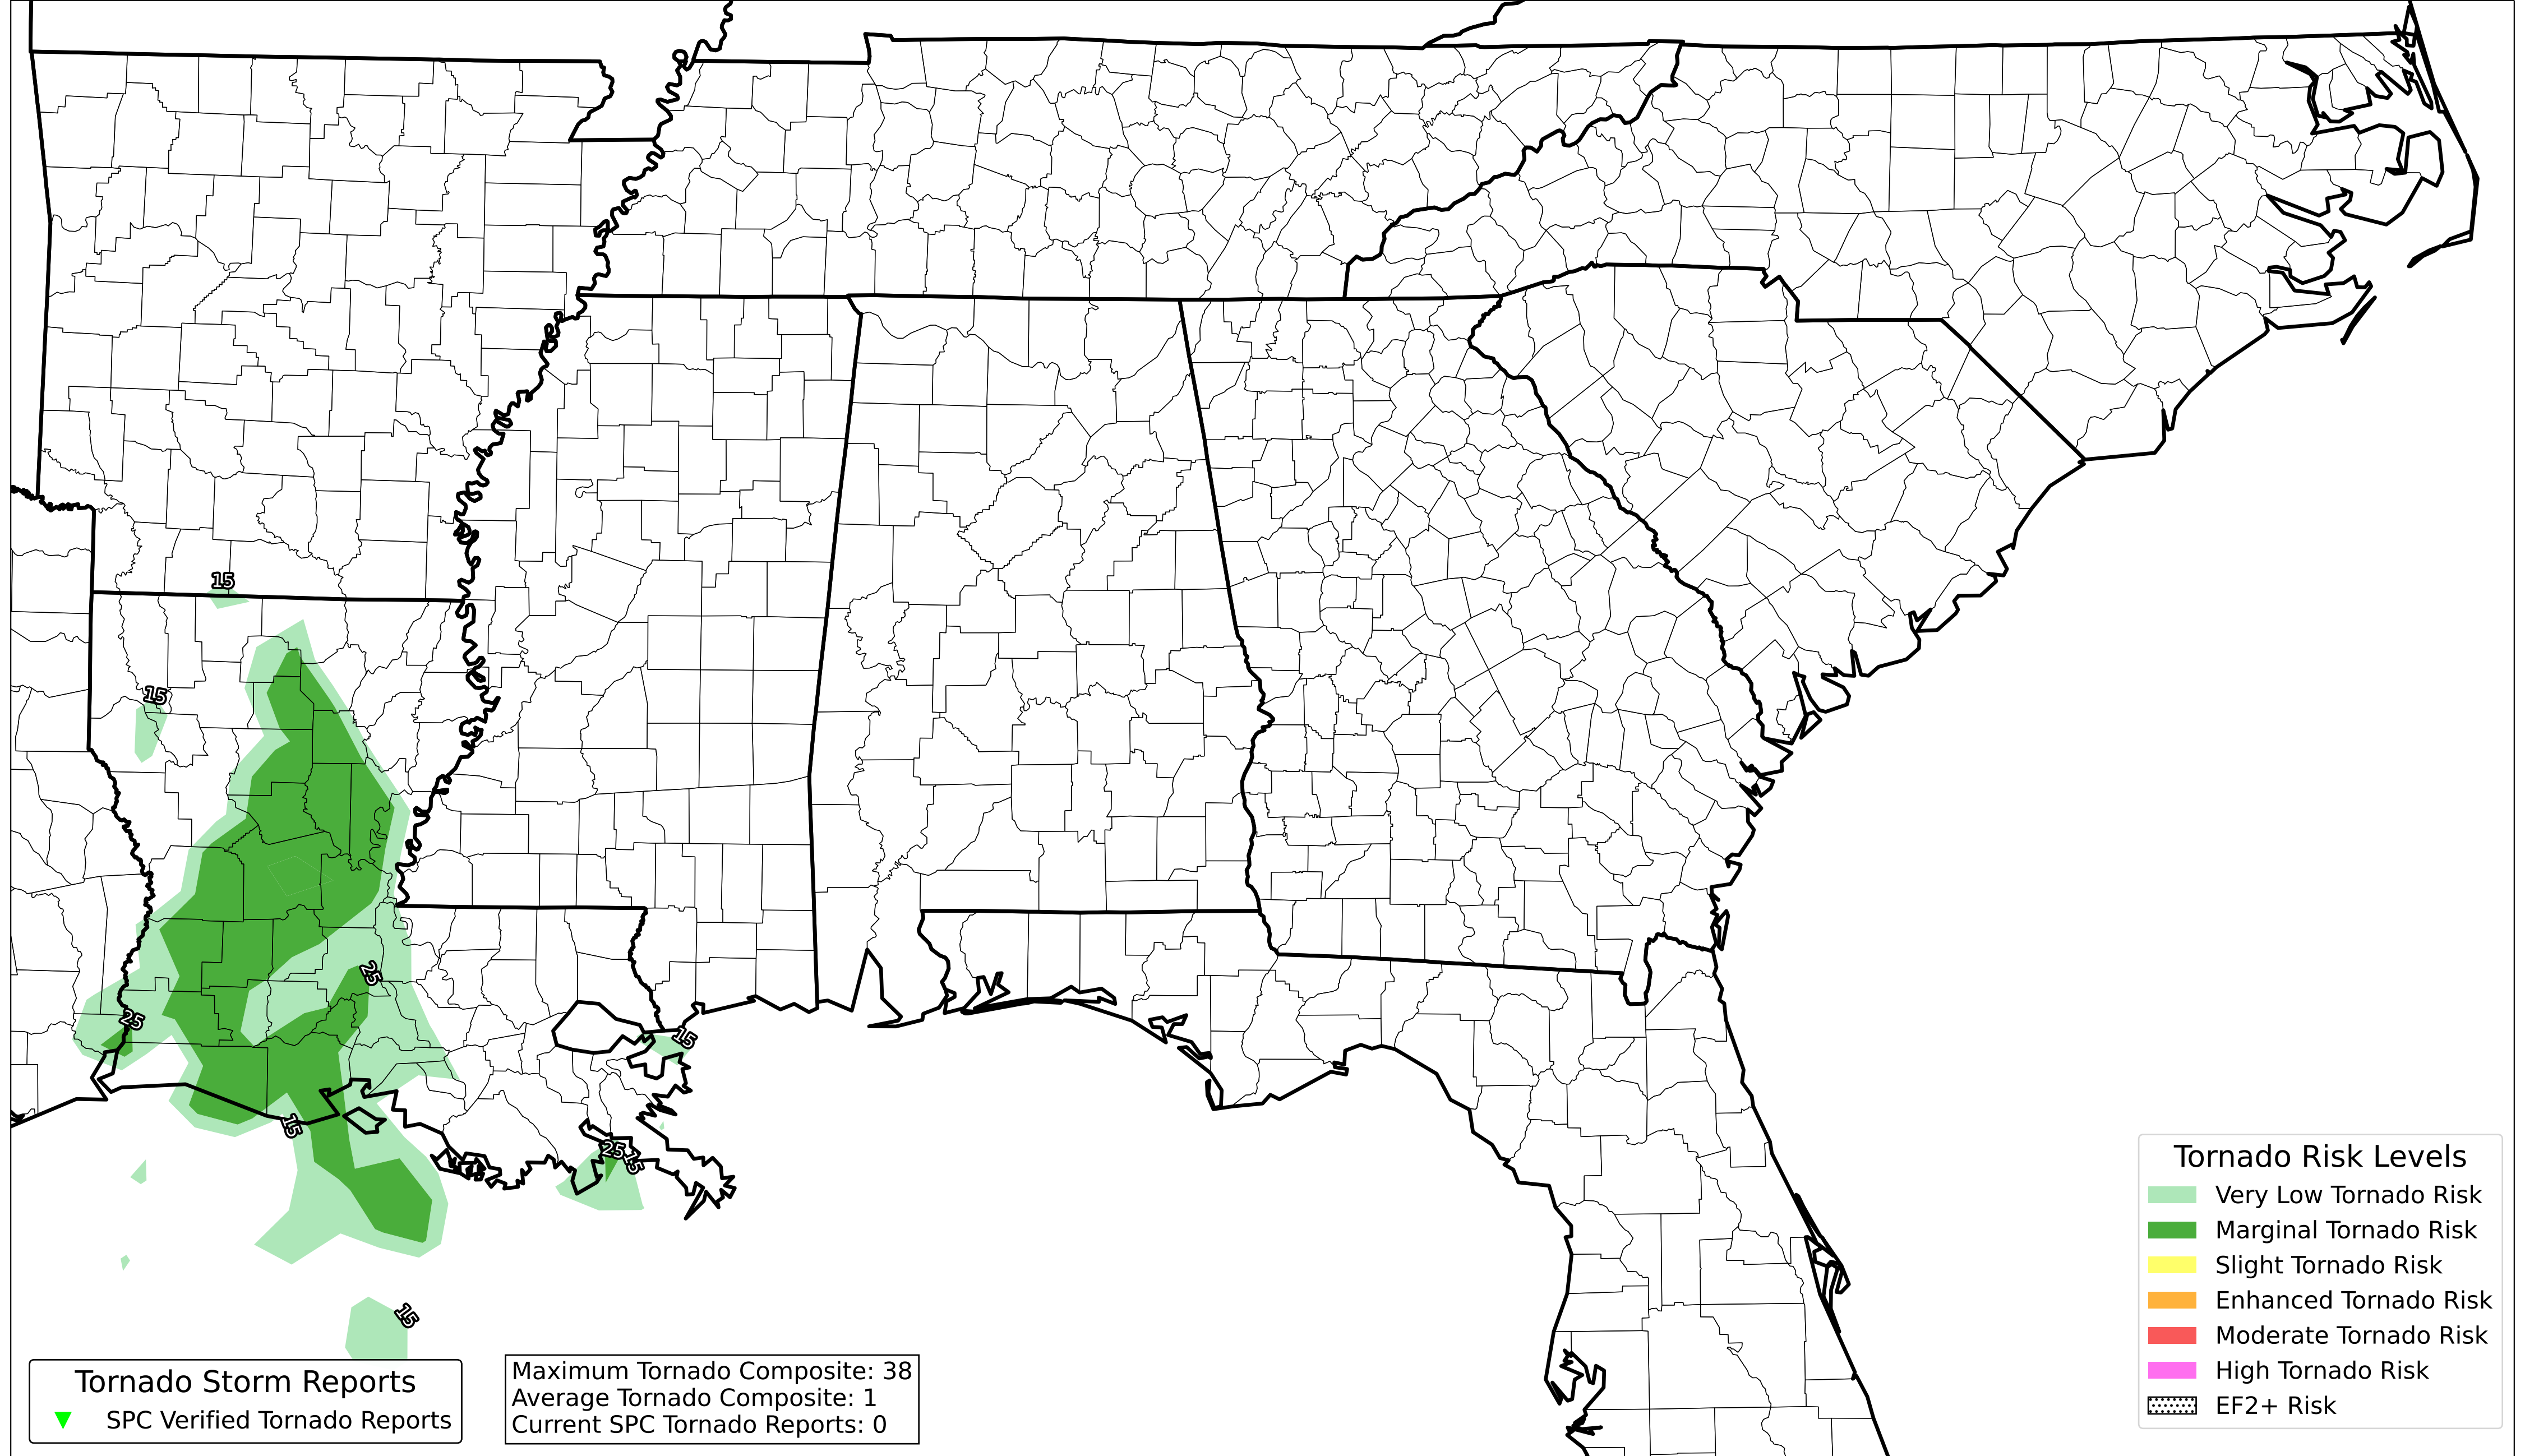 15
15
25
25
15
15
25
15
15
Tornado Risk Levels
Very Low Tornado Risk
Marginal Tornado Risk
Slight Tornado Risk
Enhanced Tornado Risk
Moderate Tornado Risk
High Tornado Risk
EF2+ Risk
Tornado Storm Reports
SPC Verified Tornado Reports
Maximum Tornado Composite: 38
Average Tornado Composite: 1
Current SPC Tornado Reports: 0